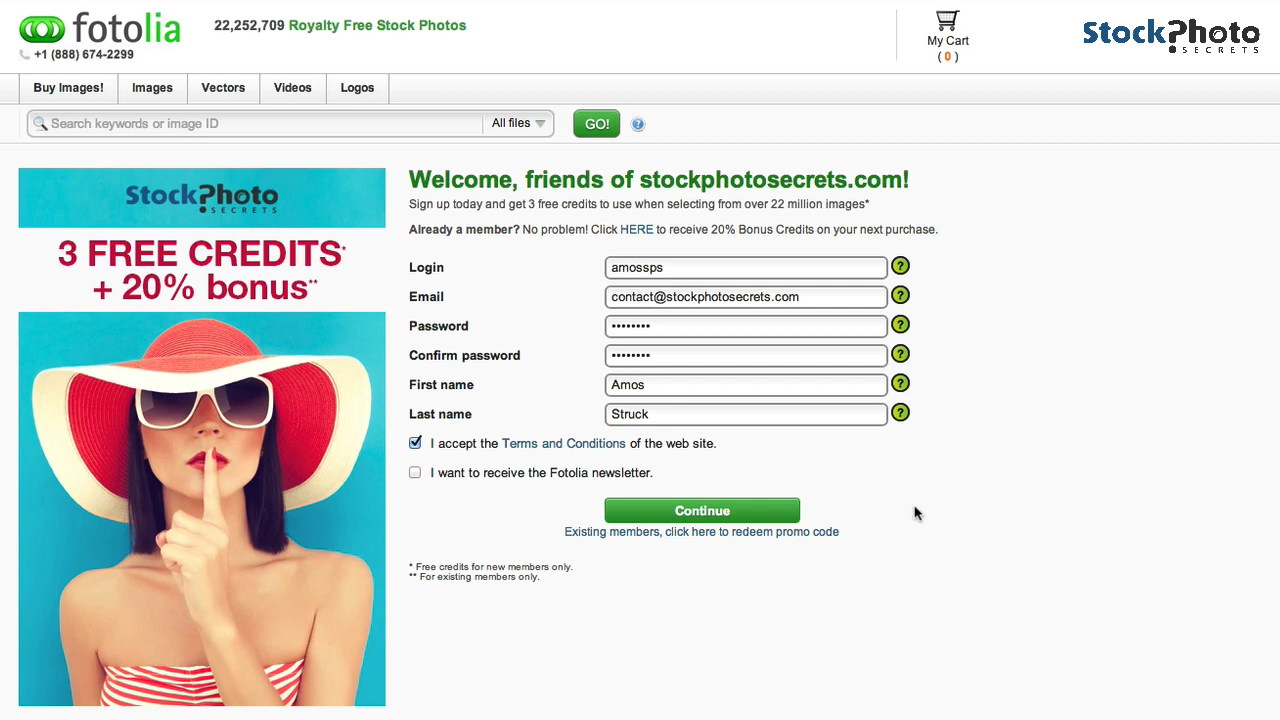 fotolia
+1 (888) 674-2299
22,252,709 Royalty Free Stock Photos
My Cart
( 0 )
StockPhoto
SECRETS
Buy Images!
Images
Vectors
Videos
Logos
Search keywords or image ID
All files
GO!
?
StockPhoto
SECRETS
3 FREE CREDITS*
+ 20% bonus**
Welcome, friends of stockphotosecrets.com!
Sign up today and get 3 free credits to use when selecting from over 22 million images*
Already a member? No problem! Click HERE to receive 20% Bonus Credits on your next purchase.
Login amossps ?
Email contact@stockphotosecrets.com ?
Password •••••••• ?
Confirm password •••••••• ?
First name Amos ?
Last name Struck ?
I accept the Terms and Conditions of the web site.
I want to receive the Fotolia newsletter.
Continue
Existing members, click here to redeem promo code
* Free credits for new members only.
** For existing members only.